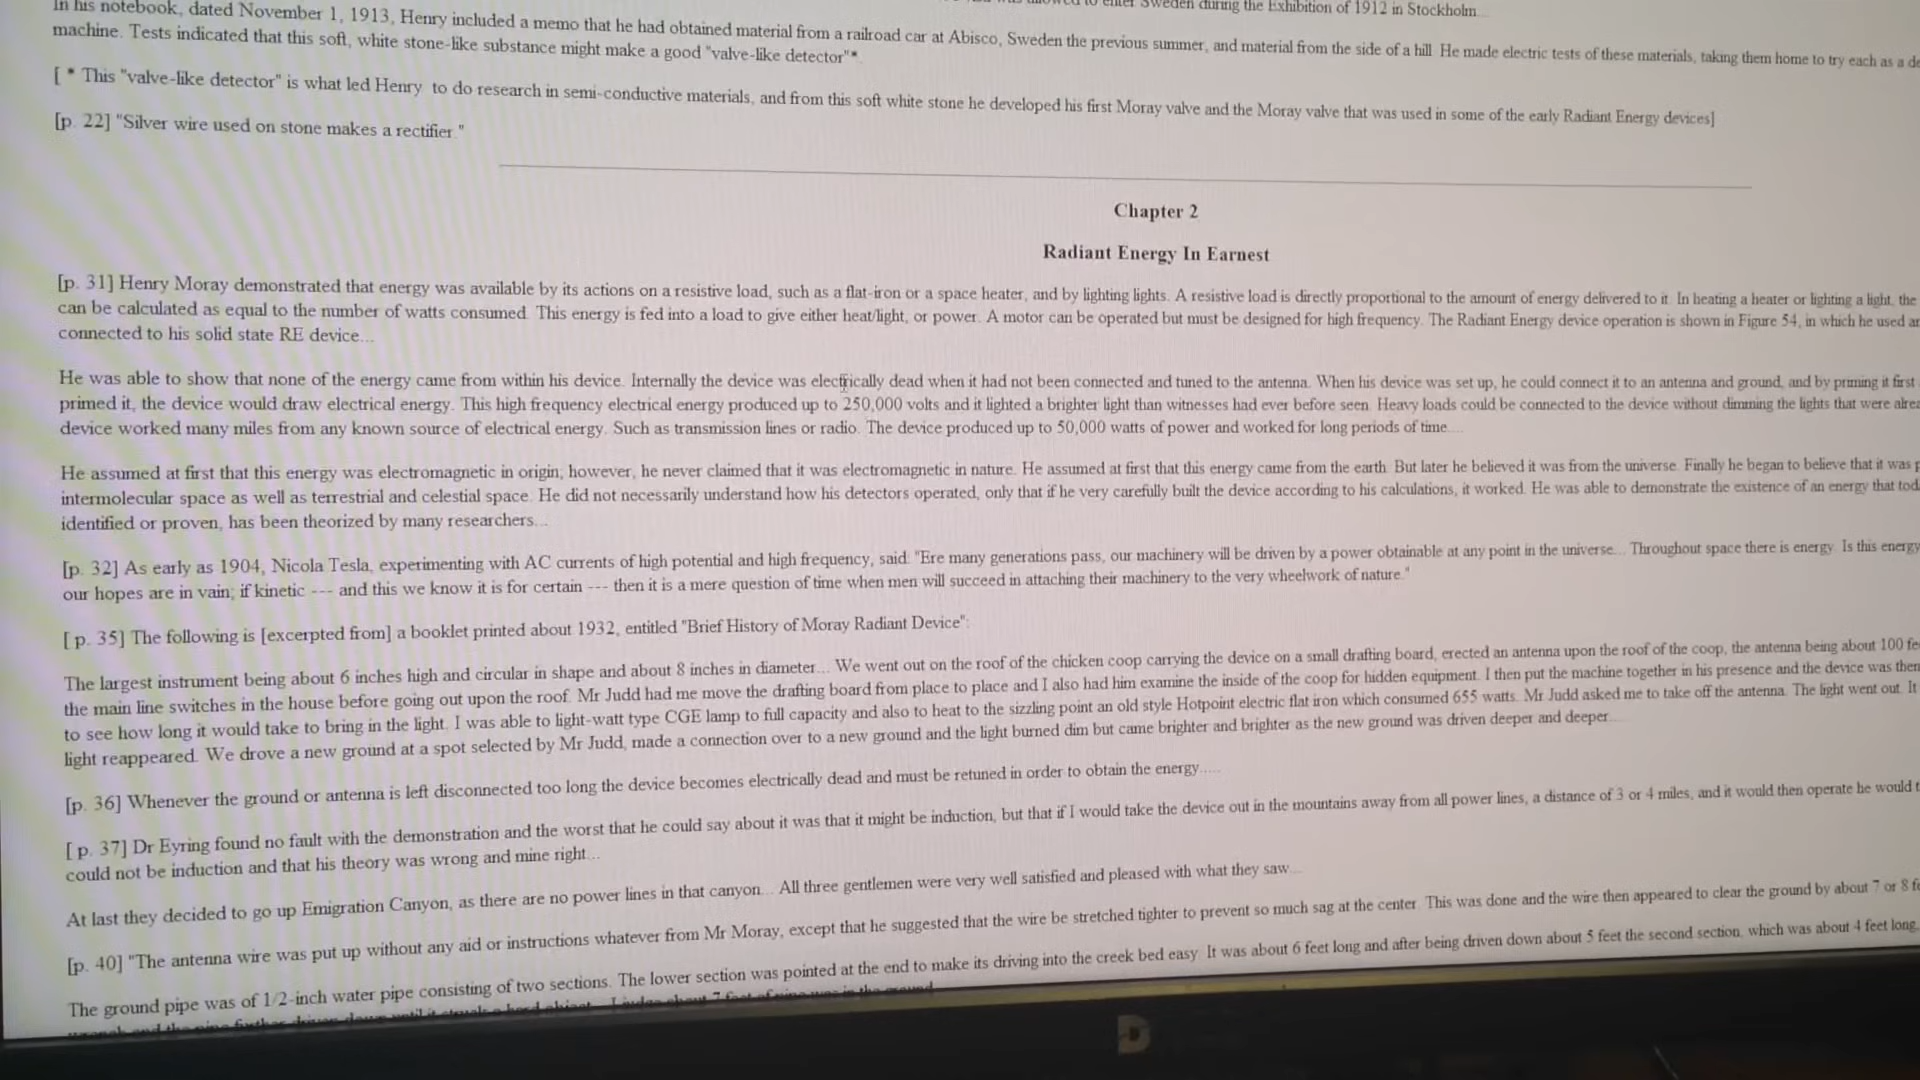 In his notebook, dated November 1, 1913, Henry included a memo that he had obtained material from a railroad car at Abisco, Sweden the previous summer, and material from the side of a hill. He made electric tests of these materials, taking them home to try each as a
enter Sweden during the Exhibition of 1912 in Stockholm
machine. Tests indicated that this soft, white stone-like substance might make a good "valve-like detector"*.
[ * This "valve-like detector" is what led Henry to do research in semi-conductive materials, and from this soft white stone he developed his first Moray valve and the Moray valve that was used in some of the early Radiant Energy devices]
[p. 22] "Silver wire used on stone makes a rectifier."
Chapter 2
Radiant Energy In Earnest
[p. 31] Henry Moray demonstrated that energy was available by its actions on a resistive load, such as a flat-iron or a space heater, and by lighting lights. A resistive load is directly proportional to the amount of energy delivered to it. In heating a heater or lighting a light, the
can be calculated as equal to the number of watts consumed. This energy is fed into a load to give either heat/light, or power. A motor can be operated but must be designed for high frequency. The Radiant Energy device operation is shown in Figure 54, in which he used
connected to his solid state RE device...
He was able to show that none of the energy came from within his device. Internally the device was electrically dead when it had not been connected and tuned to the antenna. When his device was set up, he could connect it to an antenna and ground, and by priming it first
primed it, the device would draw electrical energy. This high frequency electrical energy produced up to 250,000 volts and it lighted a brighter light than witnesses had ever before seen. Heavy loads could be connected to the device without dimming the lights that were
device worked many miles from any known source of electrical energy. Such as transmission lines or radio. The device produced up to 50,000 watts of power and worked for long periods of time....
He assumed at first that this energy was electromagnetic in origin; however, he never claimed that it was electromagnetic in nature. He assumed at first that this energy came from the earth. But later he believed it was from the universe. Finally he began to believe that it was
intermolecular space as well as terrestrial and celestial space. He did not necessarily understand how his detectors operated, only that if he very carefully built the device according to his calculations, it worked. He was able to demonstrate the existence of an energy that
identified or proven, has been theorized by many researchers...
[p. 32] As early as 1904, Nicola Tesla, experimenting with AC currents of high potential and high frequency, said: "Ere many generations pass, our machinery will be driven by a power obtainable at any point in the universe... Throughout space there is energy. Is this energy
our hopes are in vain; if kinetic --- and this we know it is for certain --- then it is a mere question of time when men will succeed in attaching their machinery to the very wheelwork of nature."
[ p. 35] The following is [excerpted from] a booklet printed about 1932, entitled "Brief History of Moray Radiant Device":
The largest instrument being about 6 inches high and circular in shape and about 8 inches in diameter... We went out on the roof of the chicken coop carrying the device on a small drafting board, erected an antenna upon the roof of the coop, the antenna being about 100
the main line switches in the house before going out upon the roof. Mr Judd had me move the drafting board from place to place and I also had him examine the inside of the coop for hidden equipment. I then put the machine together in his presence and the device was then
to see how long it would take to bring in the light. I was able to light-watt type CGE lamp to full capacity and also to heat to the sizzling point an old style Hotpoint electric flat iron which consumed 655 watts. Mr Judd asked me to take off the antenna. The light went out. It
light reappeared. We drove a new ground at a spot selected by Mr Judd, made a connection over to a new ground and the light burned dim but came brighter and brighter as the new ground was driven deeper and deeper....
[p. 36] Whenever the ground or antenna is left disconnected too long the device becomes electrically dead and must be retuned in order to obtain the energy.....
[ p. 37] Dr Eyring found no fault with the demonstration and the worst that he could say about it was that it might be induction, but that if I would take the device out in the mountains away from all power lines, a distance of 3 or 4 miles, and it would then operate he would
could not be induction and that his theory was wrong and mine right...
At last they decided to go up Emigration Canyon, as there are no power lines in that canyon... All three gentlemen were very well satisfied and pleased with what they saw...
[p. 40] "The antenna wire was put up without any aid or instructions whatever from Mr Moray, except that he suggested that the wire be stretched tighter to prevent so much sag at the center. This was done and the wire then appeared to clear the ground by about 7 or 8
The ground pipe was of 1/2-inch water pipe consisting of two sections. The lower section was pointed at the end to make its driving into the creek bed easy. It was about 6 feet long and after being driven down about 5 feet the second section, which was about 4 feet long,